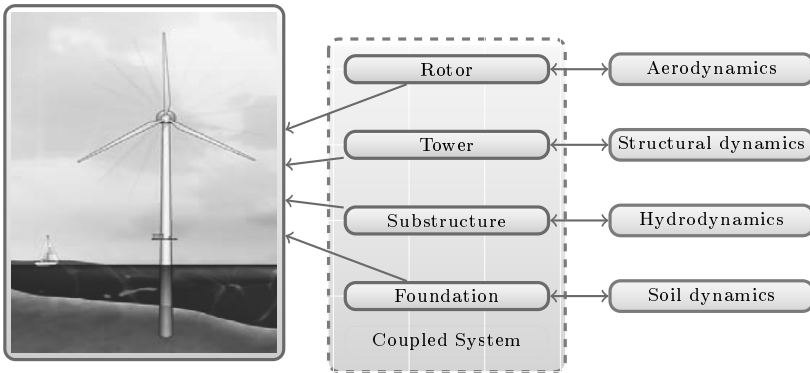 Rotor
Aerodynamics
Tower
Structural dynamics
Substructure
Hydrodynamics
Foundation
Soil dynamics
Coupled System